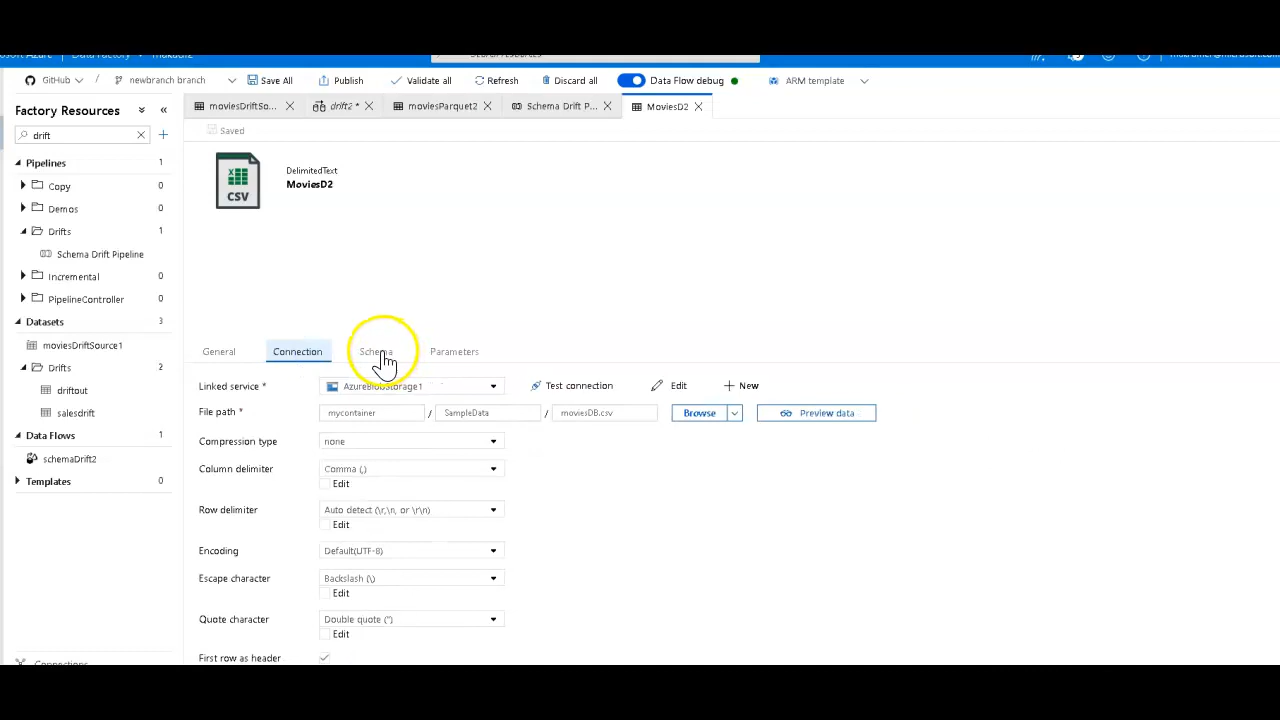 GitHub / newbranch branch Save All Publish Validate all Refresh Discard all Data Flow debug ARM template
Factory Resources
moviesDriftSo... drift2 * moviesParquet2 Schema Drift P... MoviesD2
drift
Saved
Pipelines 1
Copy 0
Demos 0
Drifts 1
Schema Drift Pipeline
Incremental 0
PipelineController 0
Datasets 3
moviesDriftSource1
Drifts 2
driftout
salesdrift
Data Flows 1
schemaDrift2
Templates 0
CSV
DelimitedText
MoviesD2
General Connection Schema Parameters
Linked service * AzureBlobStorage1 Test connection Edit New
File path * mycontainer / SampleData / moviesDB.csv Browse Preview data
Compression type none
Column delimiter Comma (,)
Edit
Row delimiter Auto detect (\r,\n, or \r\n)
Edit
Encoding Default(UTF-8)
Escape character Backslash (\)
Edit
Quote character Double quote (")
Edit
First row as header